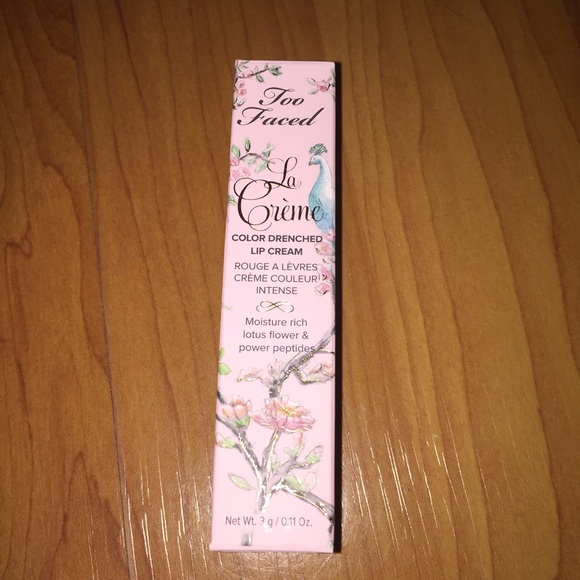 Too
Faced
La
Crème
COLOR DRENCHED
LIP CREAM
ROUGE A LÈVRES
CRÈME COULEUR
INTENSE
Moisture rich
lotus flower &
power peptides
Net Wt. 3 g / 0.11 Oz.